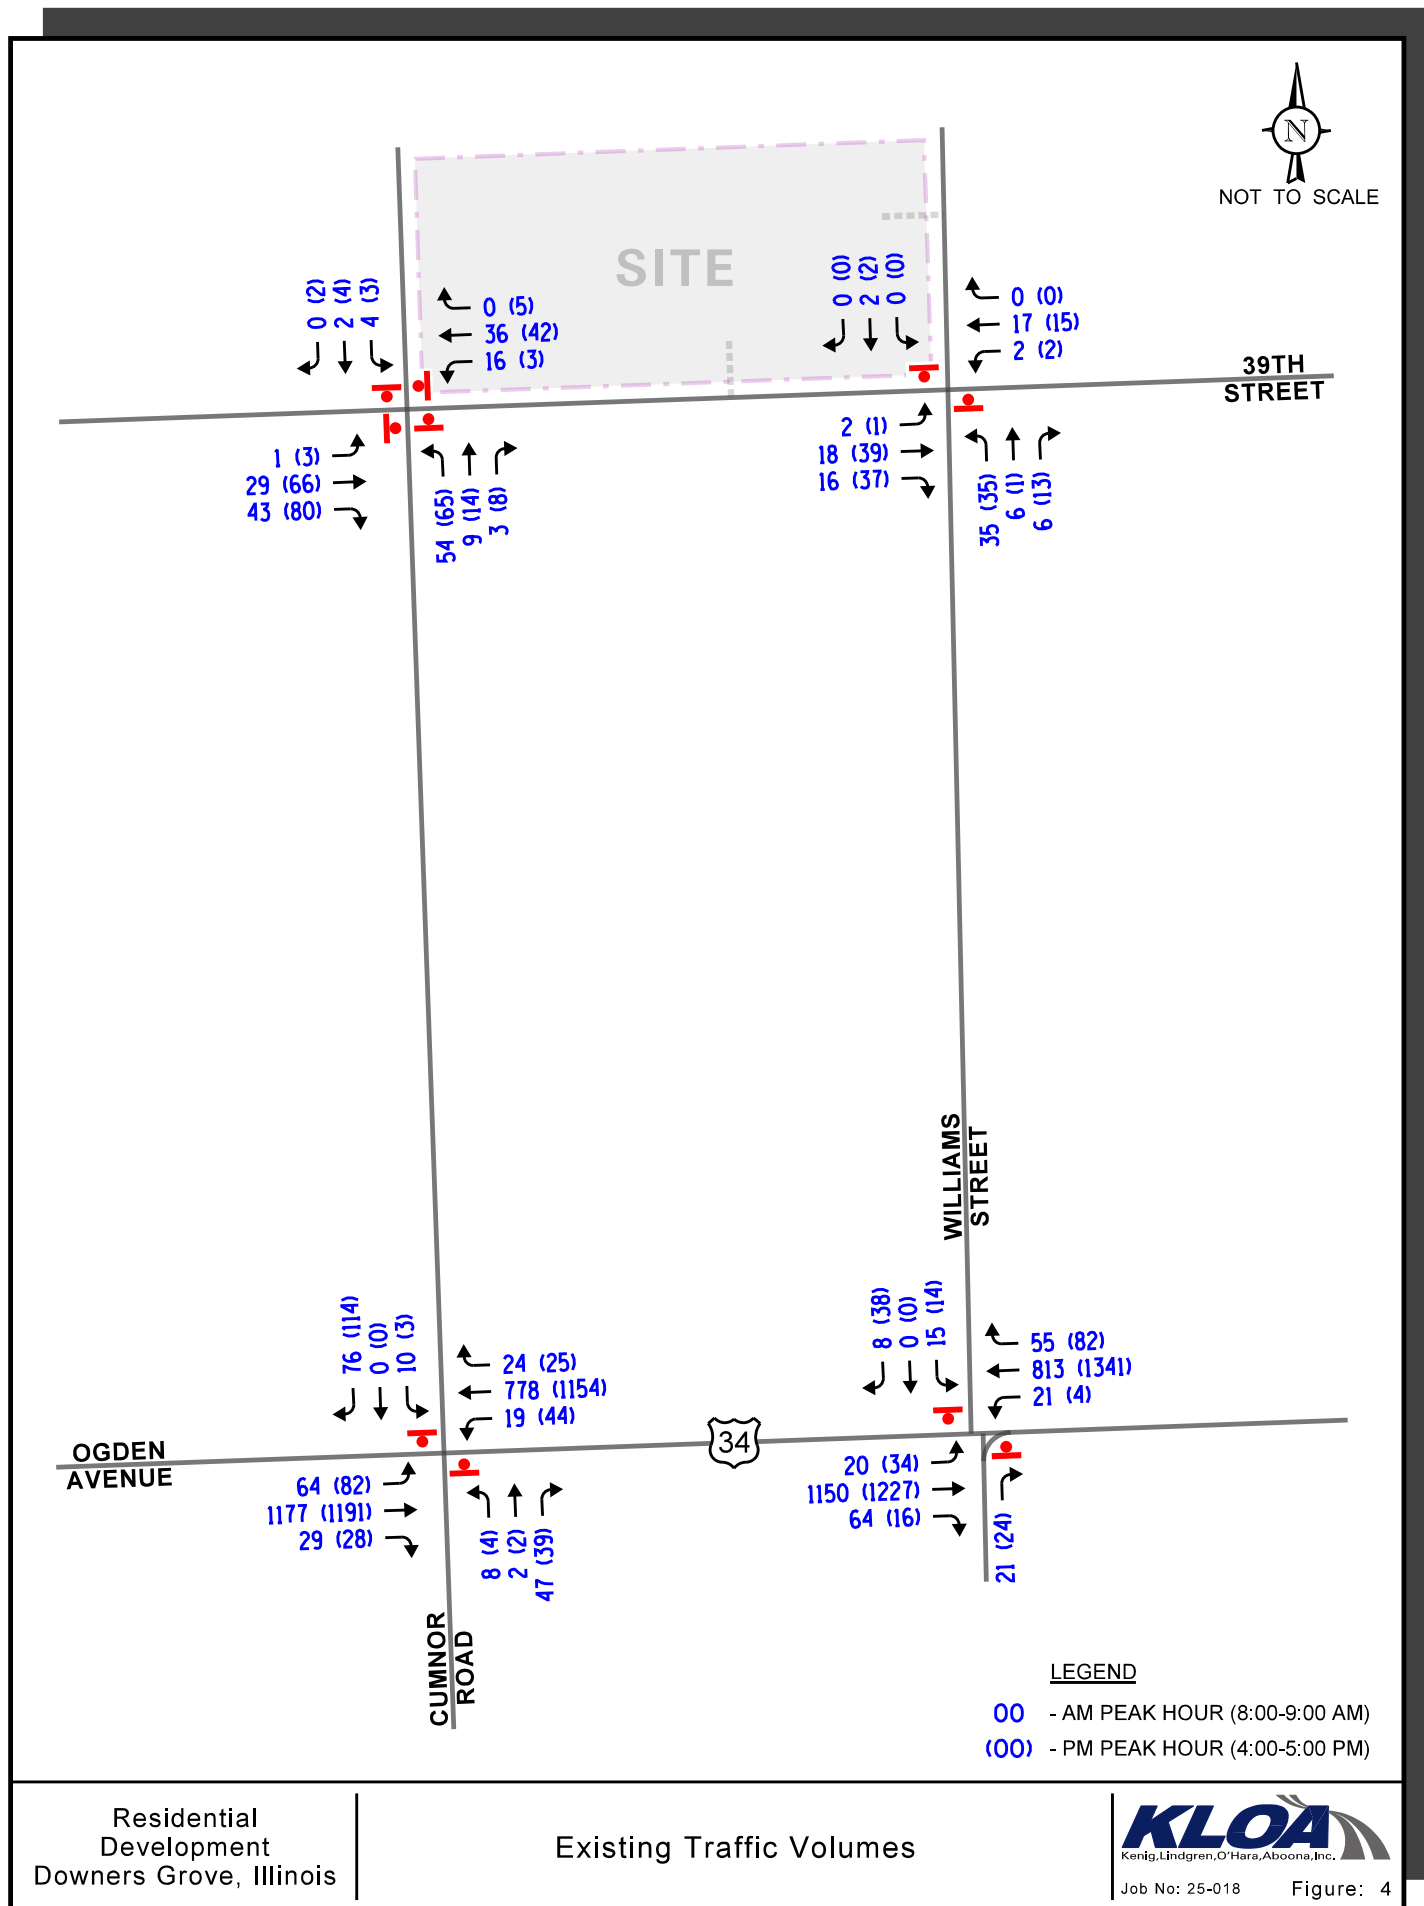 N
NOT TO SCALE
SITE
0 (2)
2 (4)
4 (3)
0 (5)
36 (42)
16 (3)
0 (0)
2 (2)
0 (0)
0 (0)
17 (15)
2 (2)
39TH
STREET
1 (3)
29 (66)
43 (80)
54 (65)
9 (14)
3 (8)
2 (1)
18 (39)
16 (37)
35 (35)
6 (1)
6 (13)
WILLIAMS
STREET
76 (114)
0 (0)
10 (3)
24 (25)
778 (1154)
19 (44)
8 (38)
0 (0)
15 (14)
55 (82)
813 (1341)
21 (4)
OGDEN
AVENUE
34
64 (82)
1177 (1191)
29 (28)
8 (4)
2 (2)
47 (39)
20 (34)
1150 (1227)
64 (16)
21 (24)
CUMNOR
ROAD
LEGEND
00 - AM PEAK HOUR (8:00-9:00 AM)
(00) - PM PEAK HOUR (4:00-5:00 PM)
Residential
Development
Downers Grove, Illinois
Existing Traffic Volumes
KLOA
Kenig,Lindgren,O'Hara,Aboona,Inc.
Job No: 25-018 Figure: 4